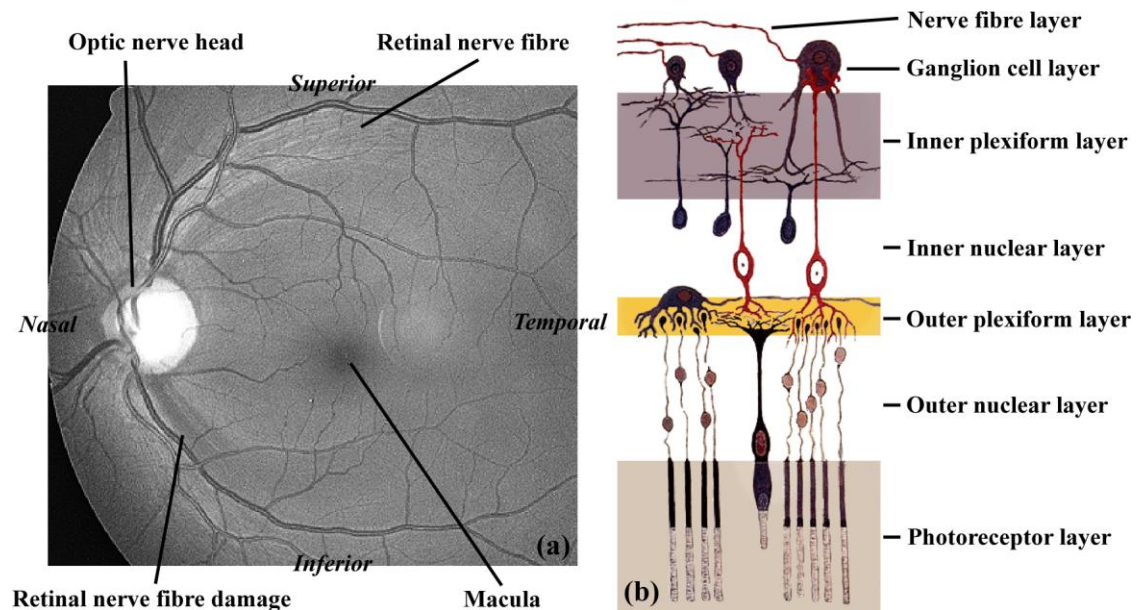 Optic nerve head
Retinal nerve fibre
Superior
Nasal
Temporal
Inferior
(a)
Retinal nerve fibre damage
Macula
Nerve fibre layer
Ganglion cell layer
Inner plexiform layer
Inner nuclear layer
Outer plexiform layer
Outer nuclear layer
Photoreceptor layer
(b)